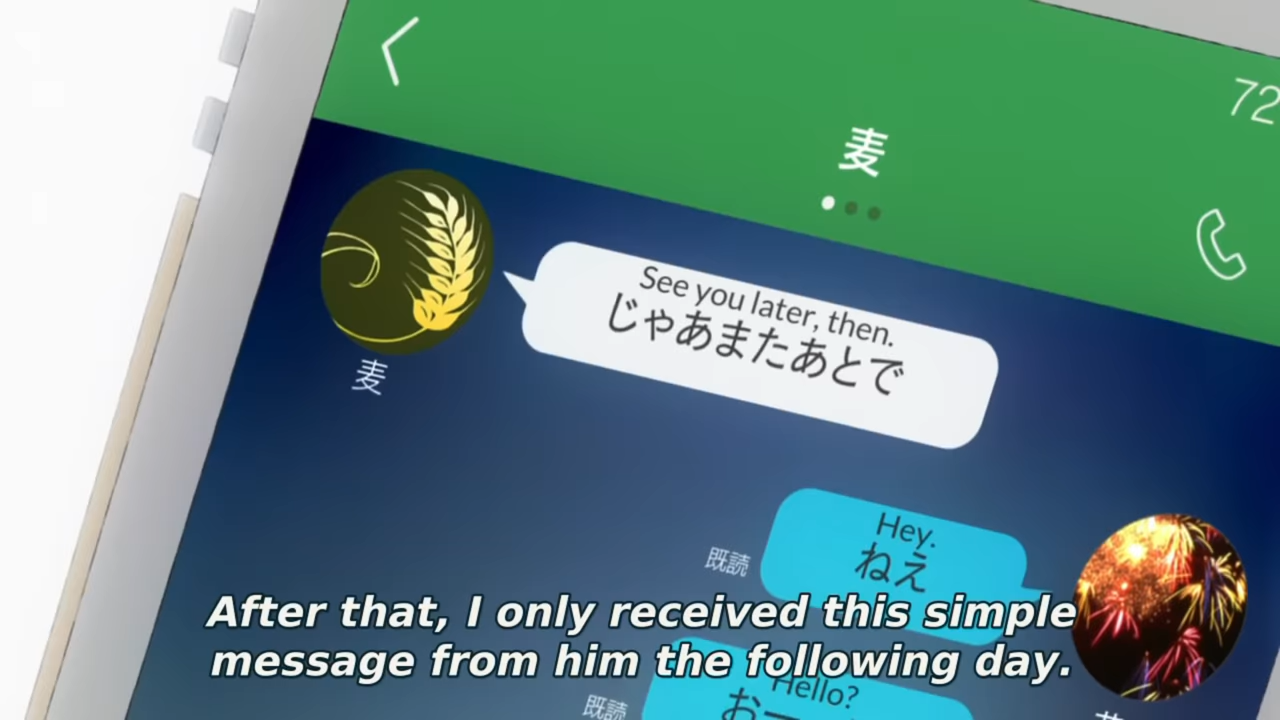 72
麦
See you later, then.
じゃあまたあとで
麦
Hey.
ねえ
既読
After that, I only received this simple
message from him the following day.
Hello?
既読